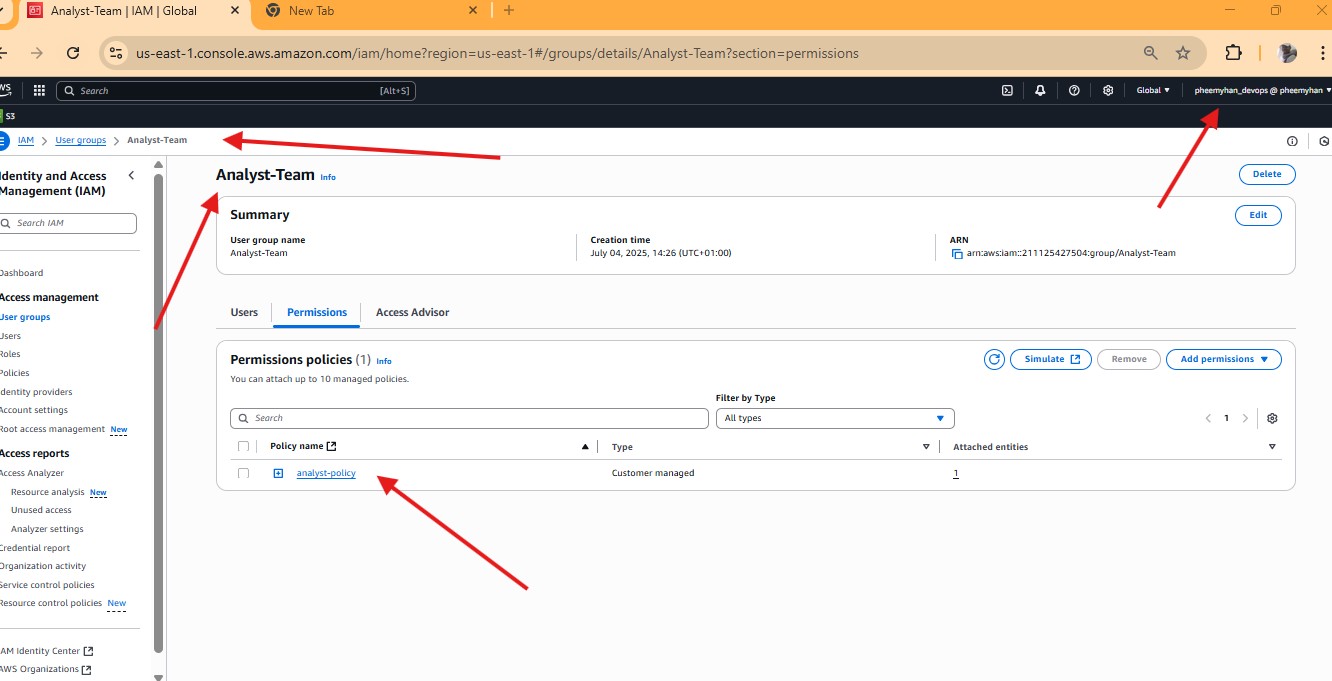 Analyst-Team | IAM | Global
New Tab
us-east-1.console.aws.amazon.com/iam/home?region=us-east-1#/groups/details/Analyst-Team?section=permissions
aws Search [Alt+S] Global pheemyhan_devops @ pheemyhan
S3
IAM User groups Analyst-Team
Identity and Access
Management (IAM)
Search IAM
Dashboard
Access management
User groups
Users
Roles
Policies
Identity providers
Account settings
Root access management New
Access reports
Access Analyzer
Resource analysis New
Unused access
Analyzer settings
Credential report
Organization activity
Service control policies
Resource control policies New
IAM Identity Center
AWS Organizations
Analyst-Team Info
Delete
Summary
Edit
User group name
Analyst-Team
Creation time
July 04, 2025, 14:26 (UTC+01:00)
ARN
arn:aws:iam::211125427504:group/Analyst-Team
Users Permissions Access Advisor
Permissions policies (1) Info
Simulate Remove Add permissions
You can attach up to 10 managed policies.
Filter by Type
Search All types 1
Policy name Type Attached entities
analyst-policy Customer managed 1